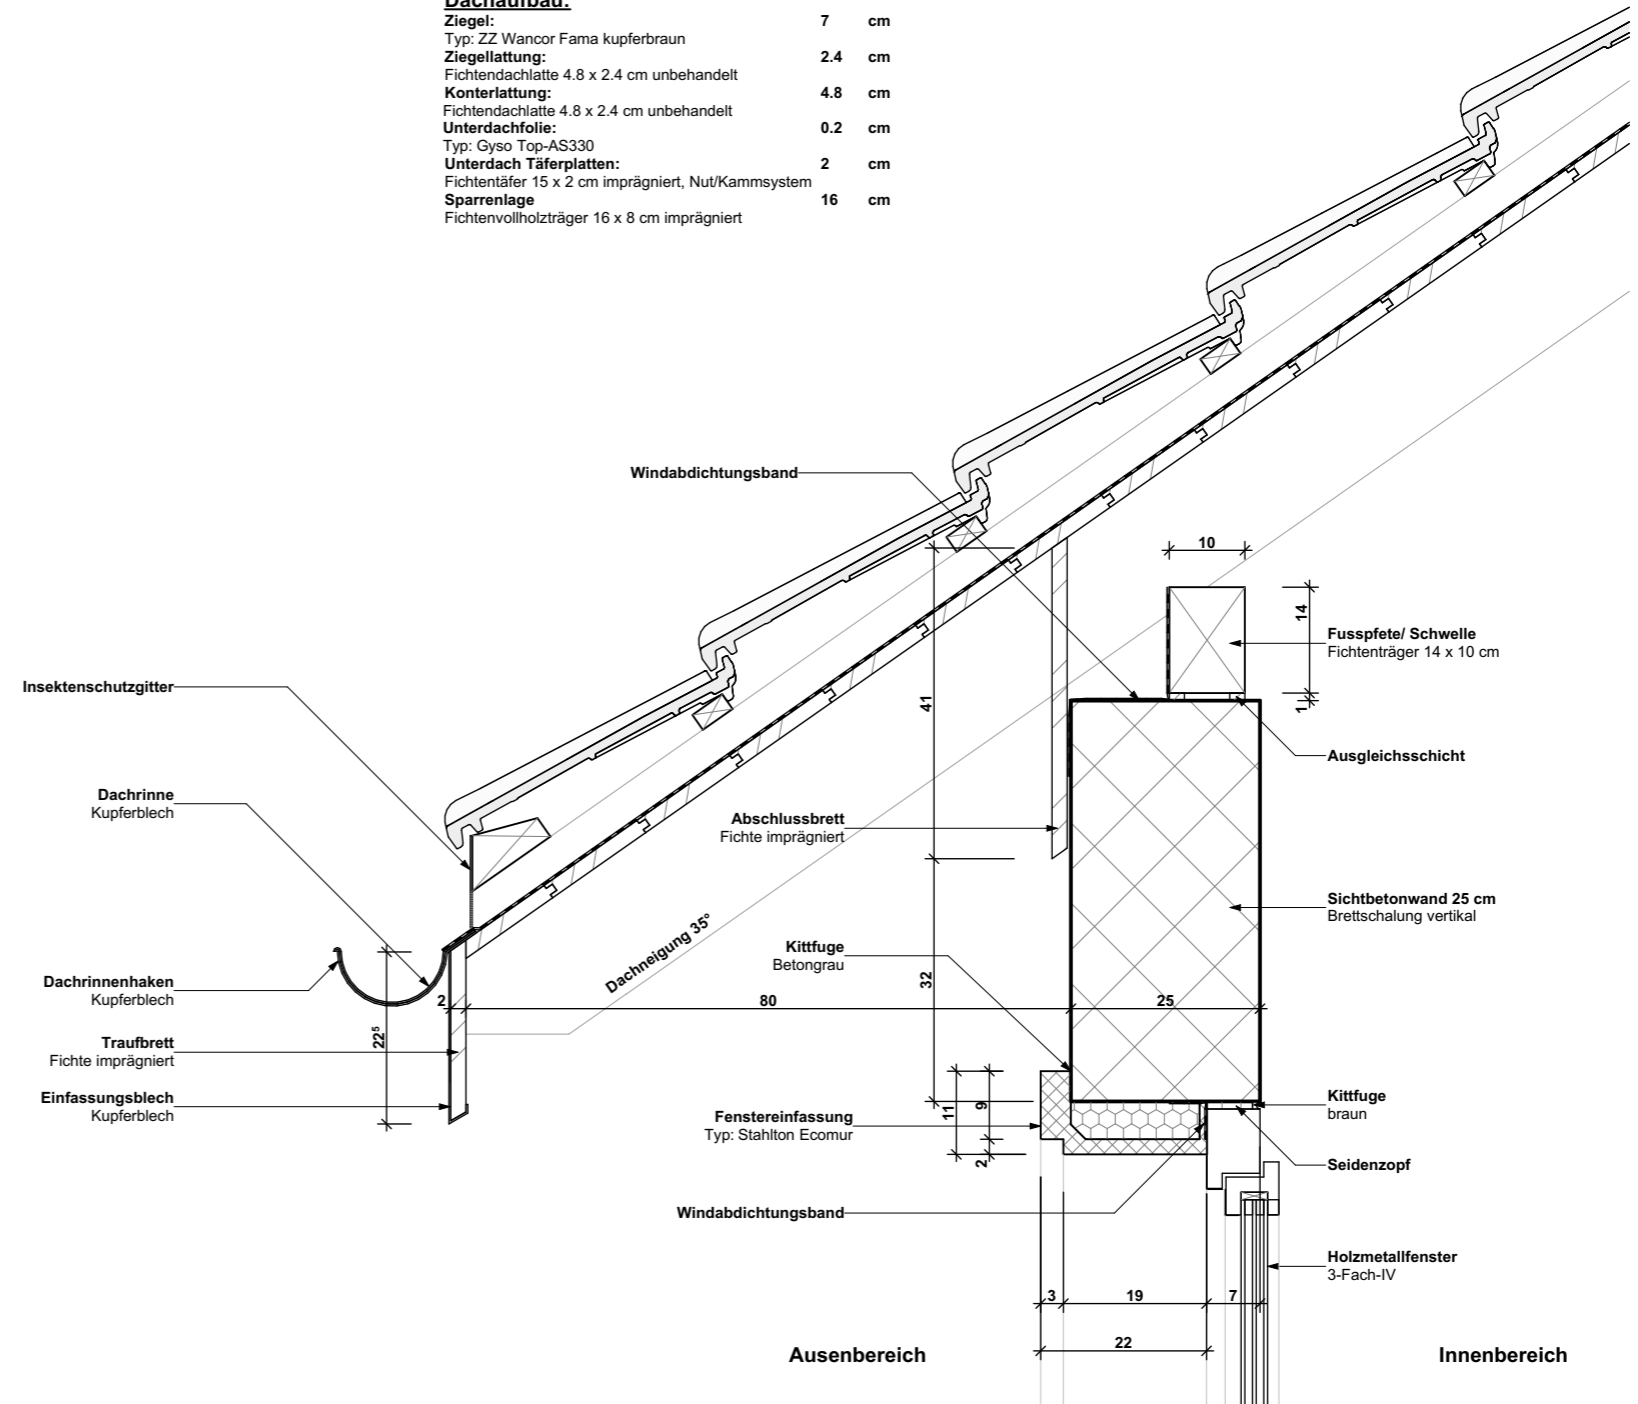 Dachaufbau:
Ziegel: 7 cm
Typ: ZZ Wancor Fama kupferbraun
Ziegellattung: 2.4 cm
Fichtendachlatte 4.8 x 2.4 cm unbehandelt
Konterlattung: 4.8 cm
Fichtendachlatte 4.8 x 2.4 cm unbehandelt
Unterdachfolie: 0.2 cm
Typ: Gyso Top-AS330
Unterdach Täferplatten: 2 cm
Fichtentäfer 15 x 2 cm imprägniert, Nut/Kammsystem
Sparrenlage 16 cm
Fichtenvollholzträger 16 x 8 cm imprägniert
Windabdichtungsband
10
14
Fusspfete/ Schwelle
Fichtenträger 14 x 10 cm
Insektenschutzgitter
41
1
Ausgleichsschicht
Dachrinne
Kupferblech
Abschlussbrett
Fichte imprägniert
Sichtbetonwand 25 cm
Brettschalung vertikal
Dachneigung 35°
Kittfuge
Betongrau
Dachrinnenhaken
Kupferblech
32
2
80
25
22⁵
Traufbrett
Fichte imprägniert
Einfassungsblech
Kupferblech
11
9
2
Fenstereinfassung
Typ: Stahlton Ecomur
Kittfuge
braun
Seidenzopf
Windabdichtungsband
Holzmetallfenster
3-Fach-IV
3
19
7
22
Ausenbereich
Innenbereich